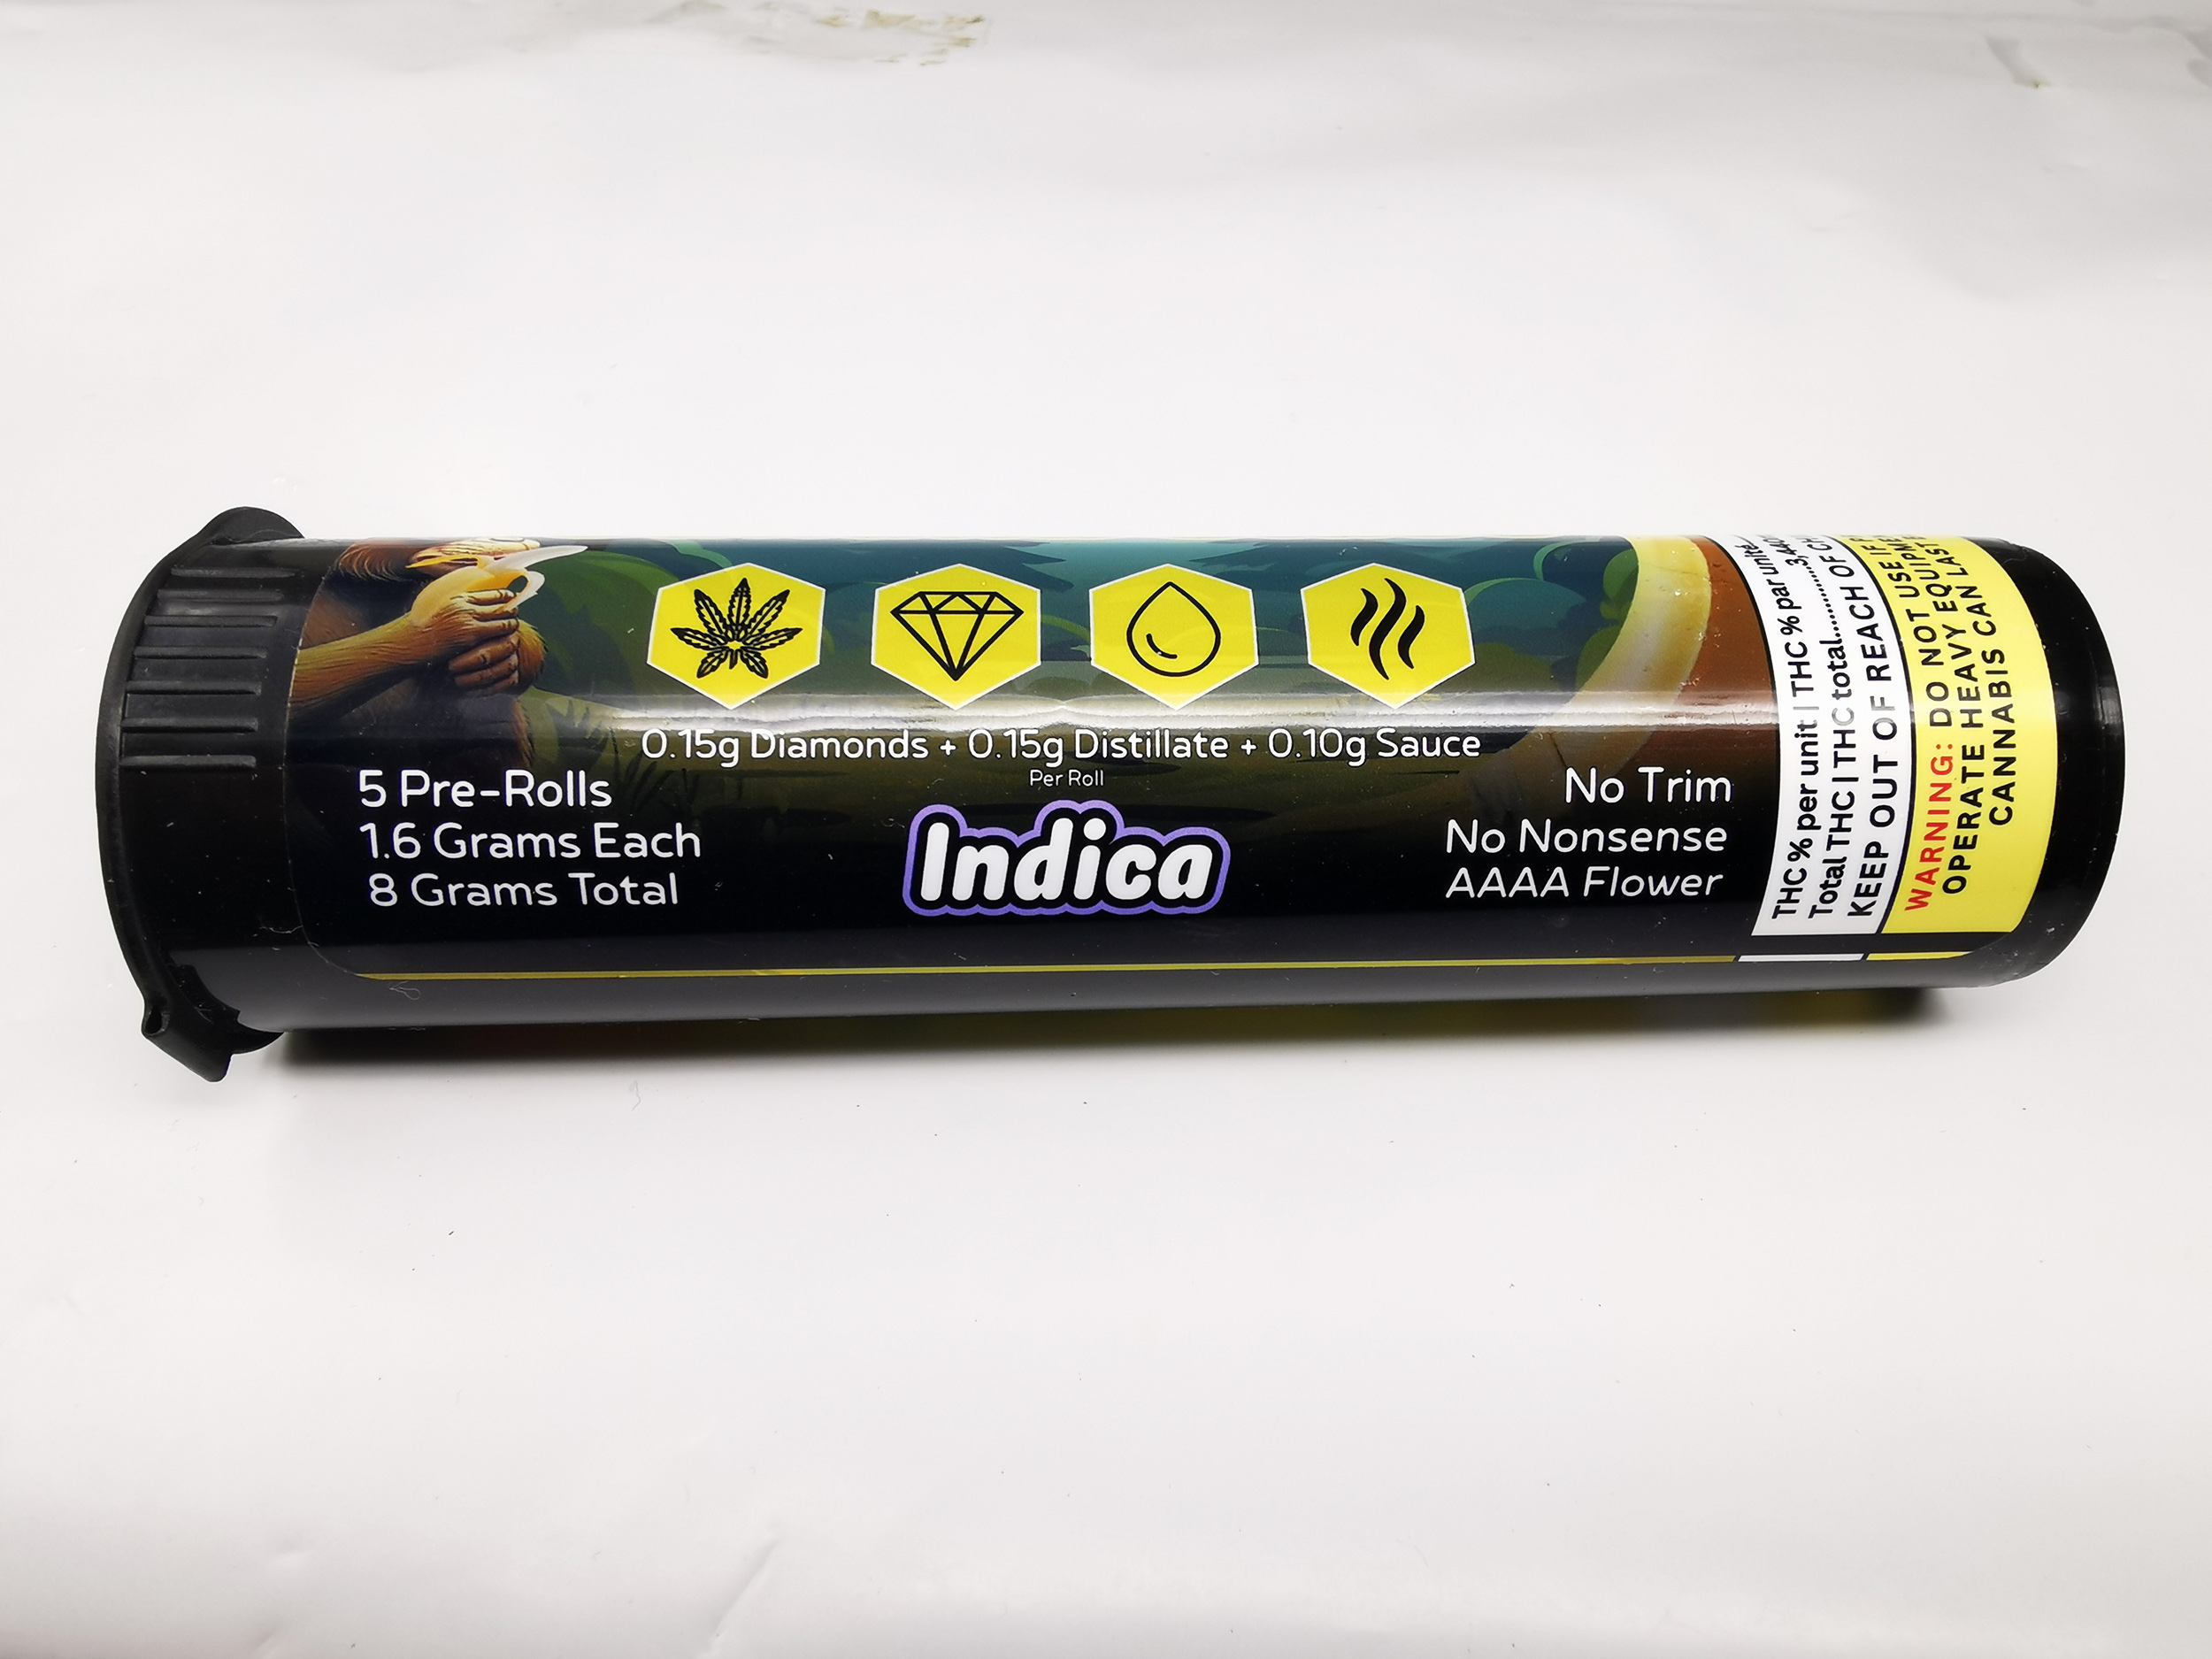 0.15g Diamonds + 0.15g Distillate + 0.10g Sauce
Per Roll
5 Pre-Rolls
1.6 Grams Each
8 Grams Total
Indica
No Trim
No Nonsense
AAAA Flower
THC % per unit | THC % par unité...
Total THC | THC total............3,440
KEEP OUT OF REACH OF
WARNING: DO NOT USE IF
OPERATE HEAVY
CANNABIS CAN LAST